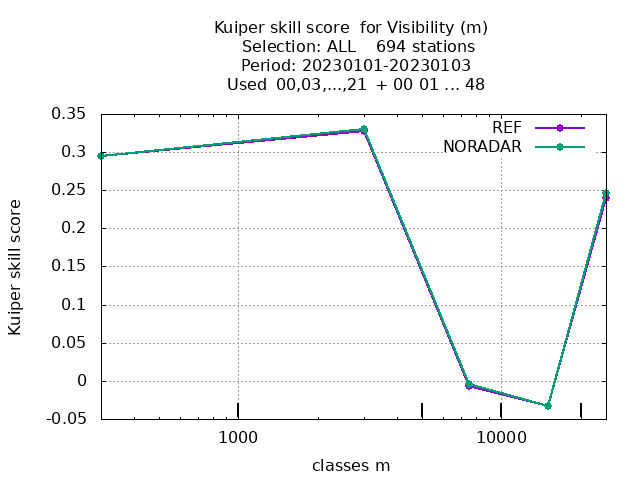 Kuiper skill score  for Visibility (m)
Selection: ALL    694 stations
Period: 20230101-20230103
Used  00,03,...,21  + 00 01 ... 48
0.35
REF
NORADAR
0.3
0.25
0.2
0.15
0.1
0.05
0
-0.05
Kuiper skill score
1000
10000
classes m